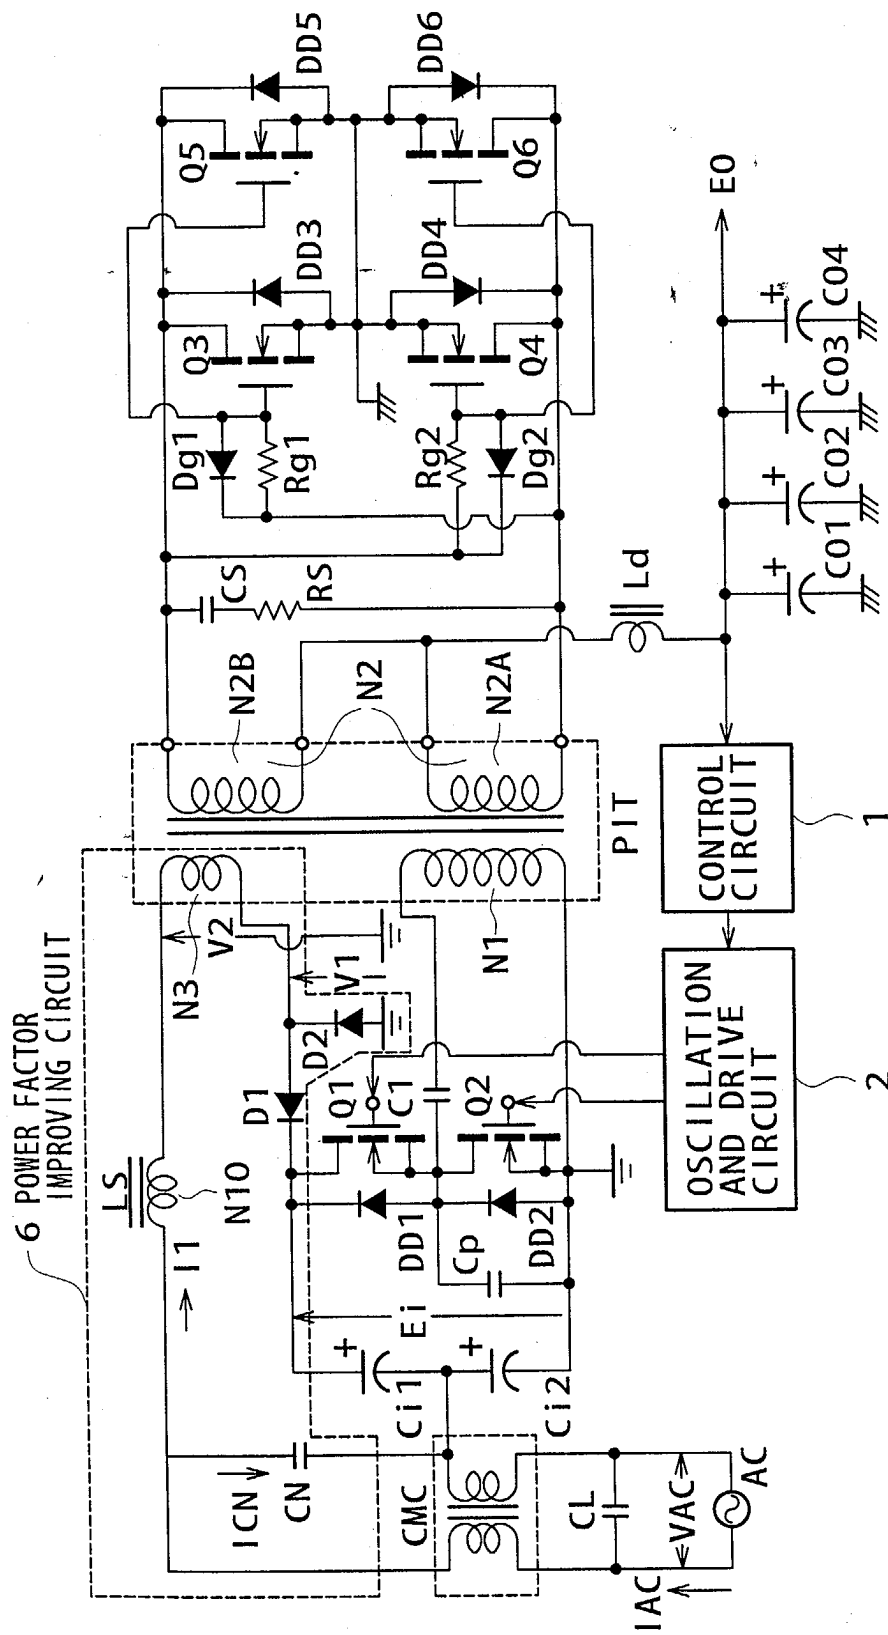 6 POWER FACTOR
IMPROVING CIRCUIT
LS
N10
I1
ICN
CN
CMC
CL
VAC
AC
IAC
Ci1
Ci2
Ei
Cp
DD1
DD2
D1
D2
Q1
C1
Q2
V1
V2
N3
N1
PIT
N2B
N2
N2A
CS
RS
Ld
Dg1
Rg1
Rg2
Dg2
Q3
DD3
Q4
DD4
Q5
DD5
Q6
DD6
E0
+
C01
+
C02
+
C03
+
C04
+
+
CONTROL
CIRCUIT
1
OSCILLATION
AND DRIVE
CIRCUIT
2